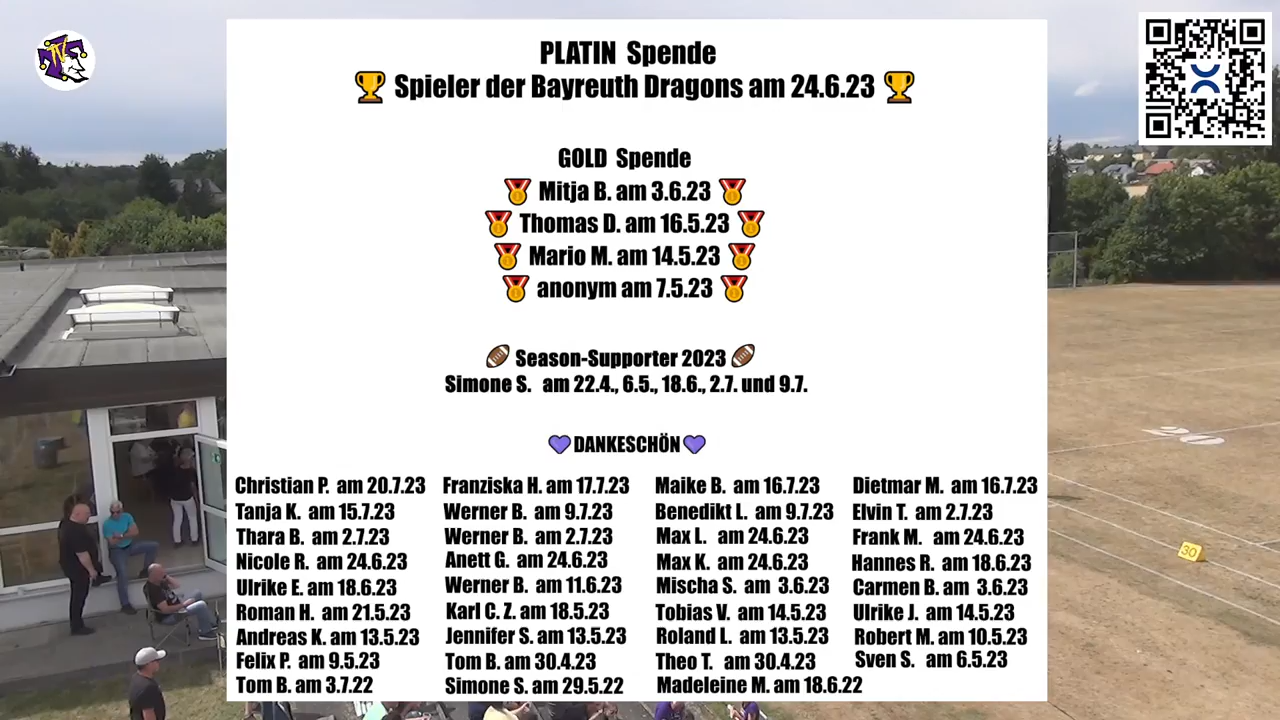 TV
PLATIN Spende
Spieler der Bayreuth Dragons am 24.6.23
GOLD Spende
Mitja B. am 3.6.23
Thomas D. am 16.5.23
Mario M. am 14.5.23
anonym am 7.5.23
Season-Supporter 2023
Simone S. am 22.4., 6.5., 18.6., 2.7. und 9.7.
DANKESCHÖN
Christian P. am 20.7.23 Franziska H. am 17.7.23 Maike B. am 16.7.23 Dietmar M. am 16.7.23
Tanja K. am 15.7.23 Werner B. am 9.7.23 Benedikt L. am 9.7.23 Elvin T. am 2.7.23
Thara B. am 2.7.23 Werner B. am 2.7.23 Max L. am 24.6.23 Frank M. am 24.6.23
Nicole R. am 24.6.23 Anett G. am 24.6.23 Max K. am 24.6.23 Hannes R. am 18.6.23
Ulrike E. am 18.6.23 Werner B. am 11.6.23 Mischa S. am 3.6.23 Carmen B. am 3.6.23
Roman H. am 21.5.23 Karl C. Z. am 18.5.23 Tobias V. am 14.5.23 Ulrike J. am 14.5.23
Andreas K. am 13.5.23 Jennifer S. am 13.5.23 Roland L. am 13.5.23 Robert M. am 10.5.23
Felix P. am 9.5.23 Tom B. am 30.4.23 Theo T. am 30.4.23 Sven S. am 6.5.23
Tom B. am 3.7.22 Simone S. am 29.5.22 Madeleine M. am 18.6.22
30